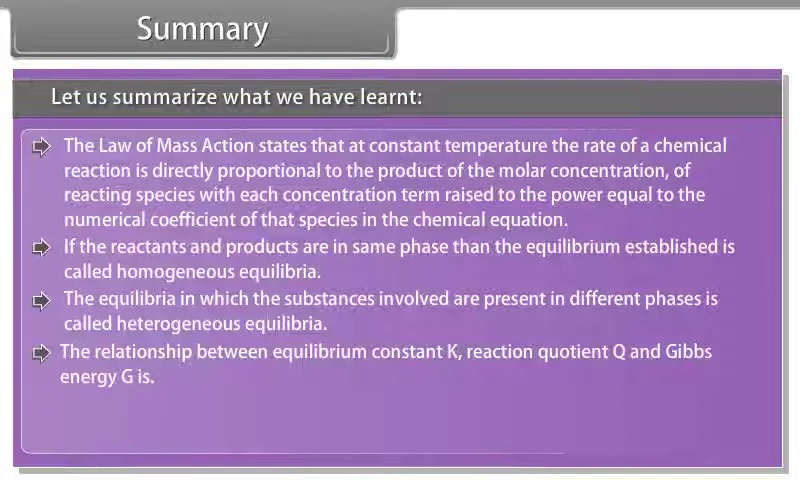 Summary
Let us summarize what we have learnt:
The Law of Mass Action states that at constant temperature the rate of a chemical
reaction is directly proportional to the product of the molar concentration, of
reacting species with each concentration term raised to the power equal to the
numerical coefficient of that species in the chemical equation.
If the reactants and products are in same phase than the equilibrium established is
called homogeneous equilibria.
The equilibria in which the substances involved are present in different phases is
called heterogeneous equilibria.
The relationship between equilibrium constant K, reaction quotient Q and Gibbs
energy G is.